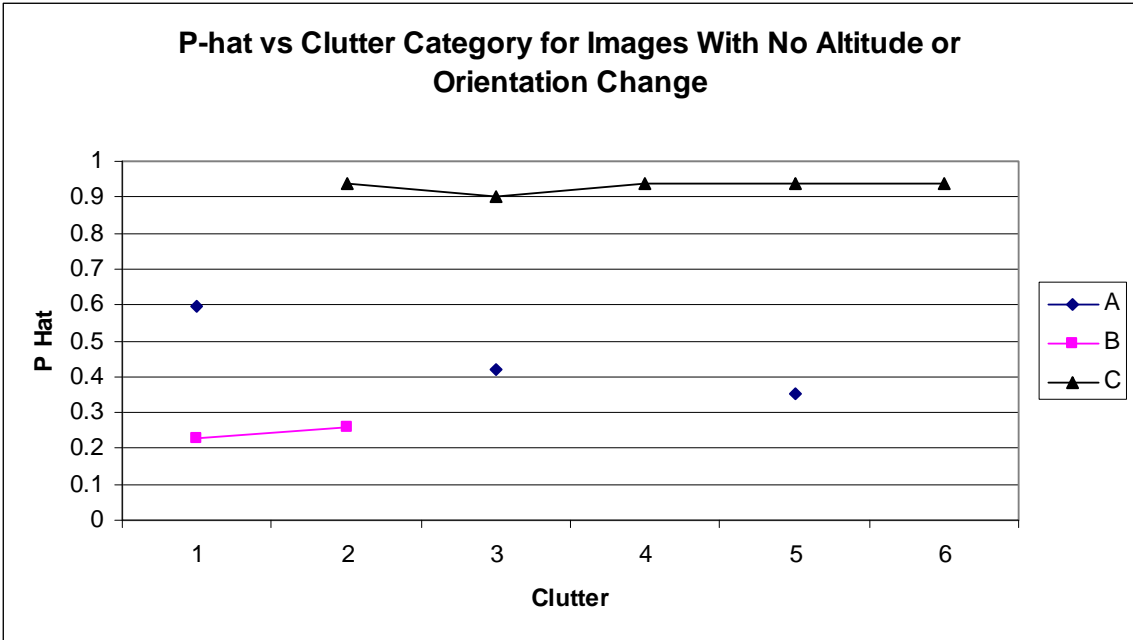 P-hat vs Clutter Category for Images With No Altitude or
Orientation Change
1
0.9
0.8
0.7
0.6
0.5
0.4
0.3
0.2
0.1
0
P Hat
1 2 3 4 5 6
Clutter
A
B
C